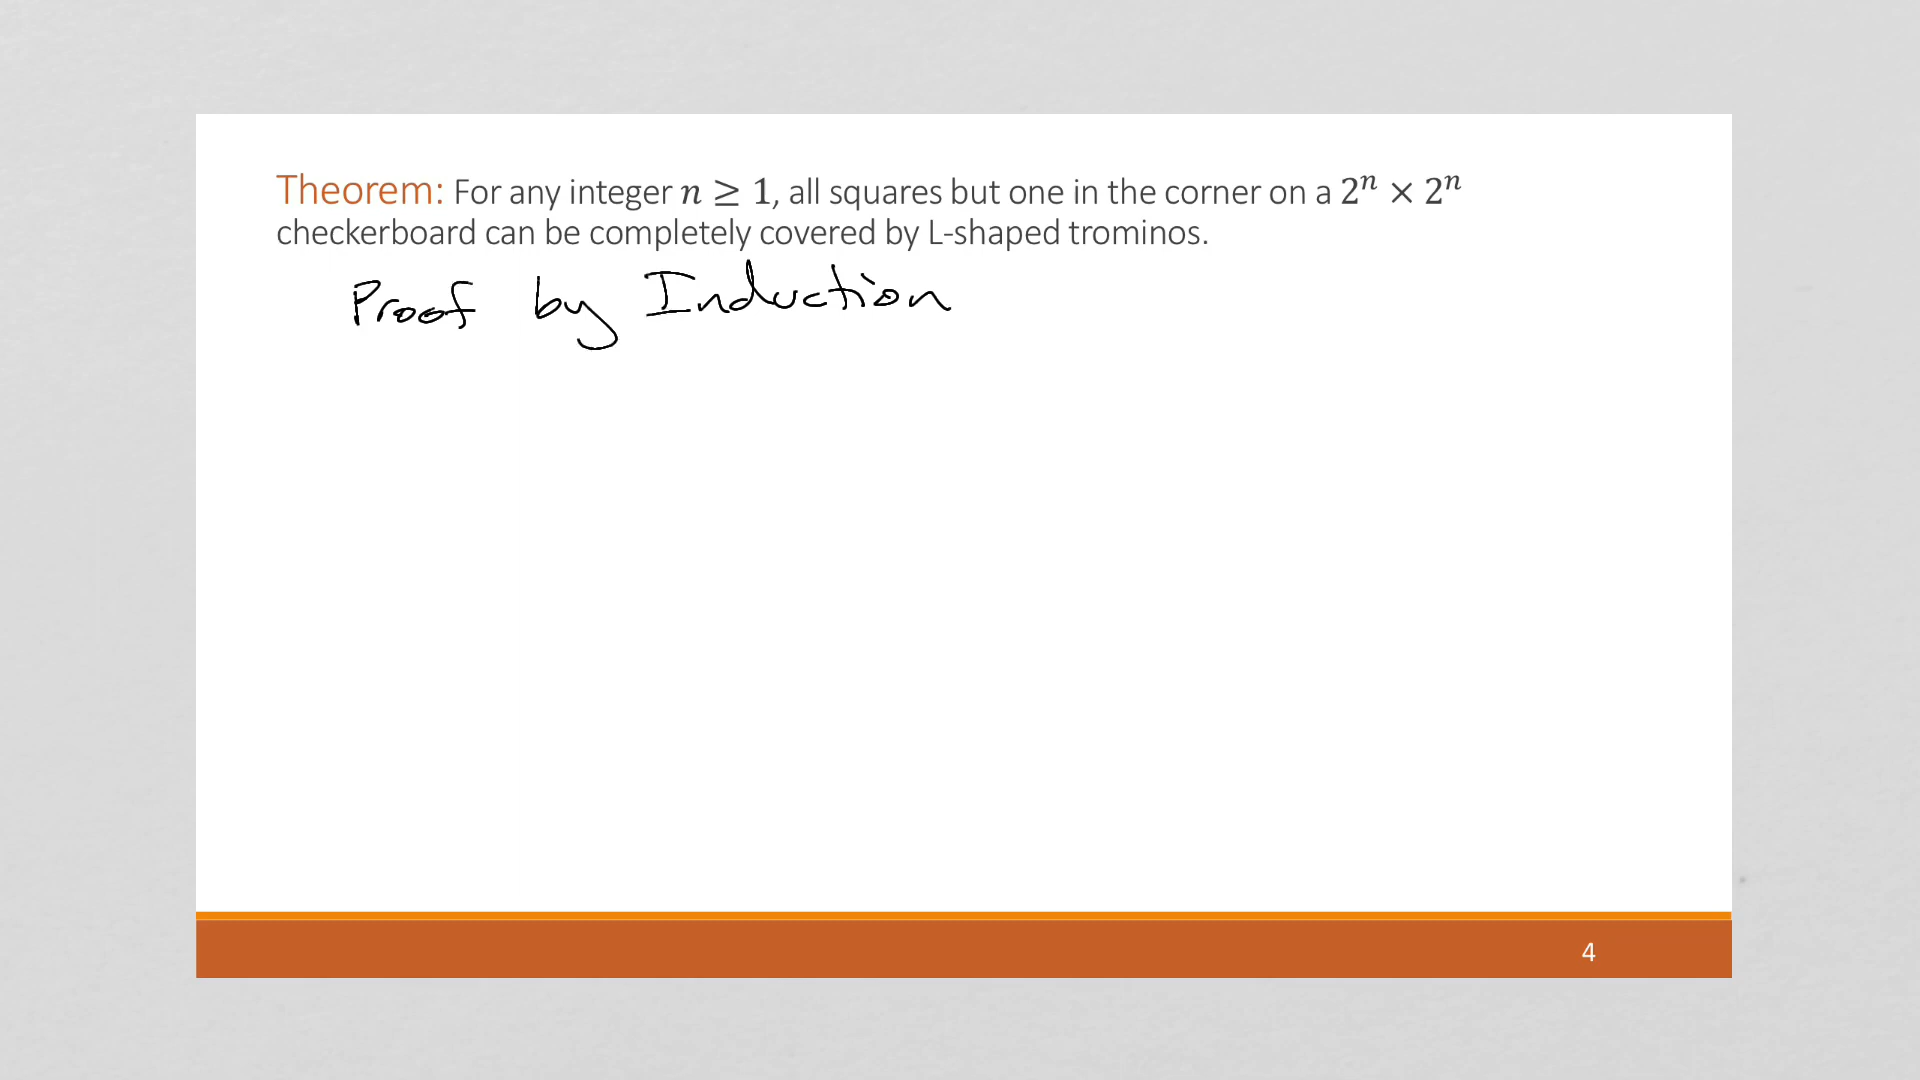 Theorem: For any integer n ≥ 1, all squares but one in the corner on a 2ⁿ × 2ⁿ
checkerboard can be completely covered by L-shaped trominos.
Proof by Induction
4